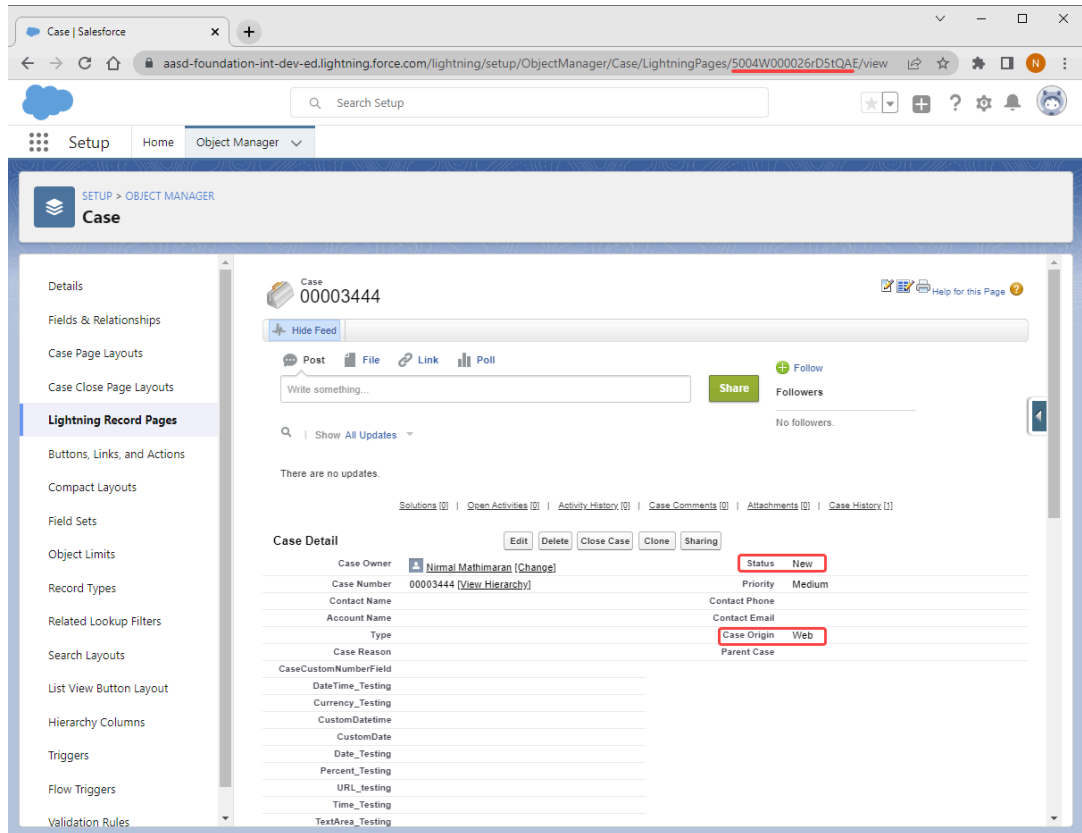 Case | Salesforce
aasd-foundation-int-dev-ed.lightning.force.com/lightning/setup/ObjectManager/Case/LightningPages/5004W000026rD5tQAE/view
N
Search Setup
Setup
Home
Object Manager
SETUP > OBJECT MANAGER
Case
Details
Fields & Relationships
Case Page Layouts
Case Close Page Layouts
Lightning Record Pages
Buttons, Links, and Actions
Compact Layouts
Field Sets
Object Limits
Record Types
Related Lookup Filters
Search Layouts
List View Button Layout
Hierarchy Columns
Triggers
Flow Triggers
Validation Rules
Case
00003444
Help for this Page ?
Hide Feed
Post File Link Poll
Write something...
Share
Follow
Followers
No followers.
Show All Updates
There are no updates.
Solutions [0] | Open Activities [0] | Activity History [0] | Case Comments [0] | Attachments [0] | Case History [1]
Case Detail
Edit Delete Close Case Clone Sharing
Case Owner Nirmal Mathimaran [Change] Status New
Case Number 00003444 [View Hierarchy] Priority Medium
Contact Name Contact Phone
Account Name Contact Email
Type Case Origin Web
Case Reason Parent Case
CaseCustomNumberField
DateTime_Testing
Currency_Testing
CustomDatetime
CustomDate
Date_Testing
Percent_Testing
URL_testing
Time_Testing
TextArea_Testing